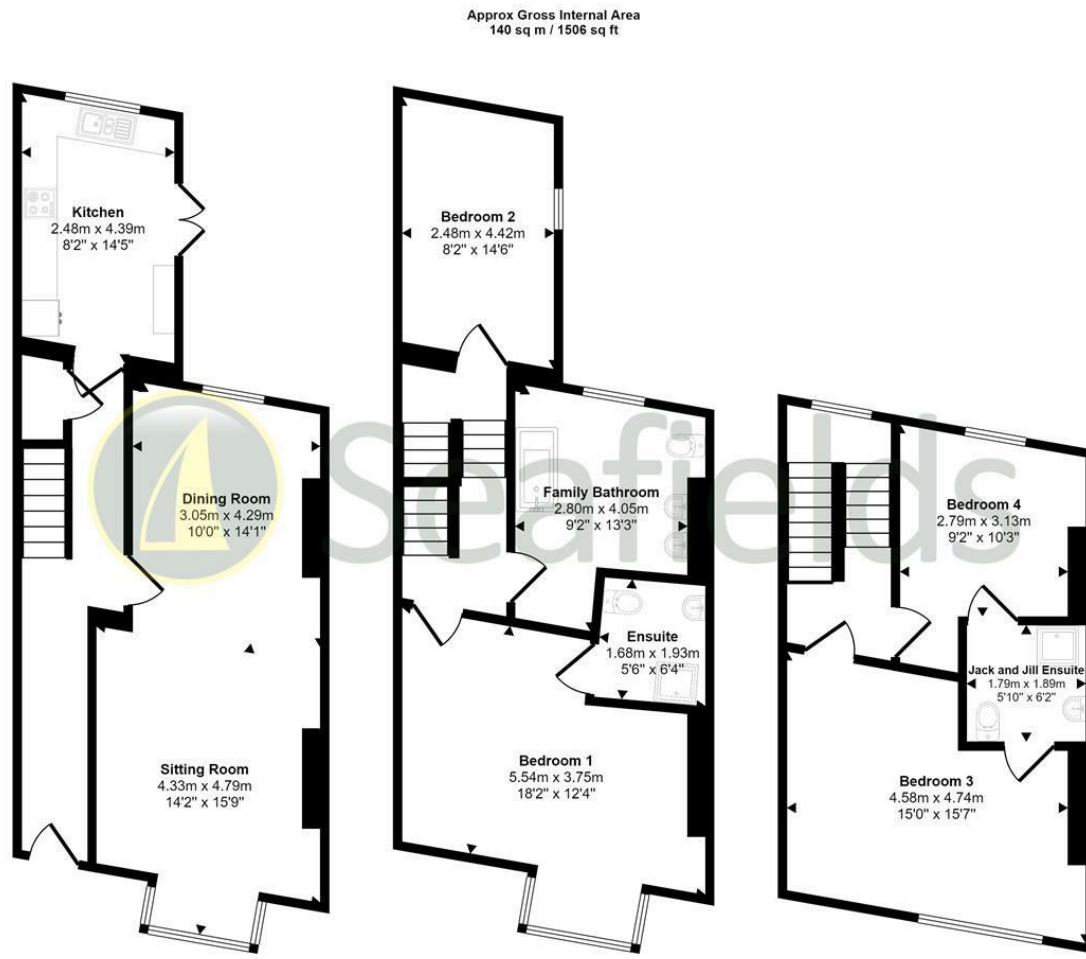 Approx Gross Internal Area
140 sq m / 1506 sq ft
Kitchen
2.48m x 4.39m
8'2" x 14'5"
Dining Room
3.05m x 4.29m
10'0" x 14'1"
Sitting Room
4.33m x 4.79m
14'2" x 15'9"
Bedroom 2
2.48m x 4.42m
8'2" x 14'6"
Family Bathroom
2.80m x 4.05m
9'2" x 13'3"
Ensuite
1.68m x 1.93m
5'6" x 6'4"
Bedroom 1
5.54m x 3.75m
18'2" x 12'4"
Bedroom 4
2.79m x 3.13m
9'2" x 10'3"
Jack and Jill Ensuite
1.79m x 1.89m
5'10" x 6'2"
Bedroom 3
4.58m x 4.74m
15'0" x 15'7"
Seafields